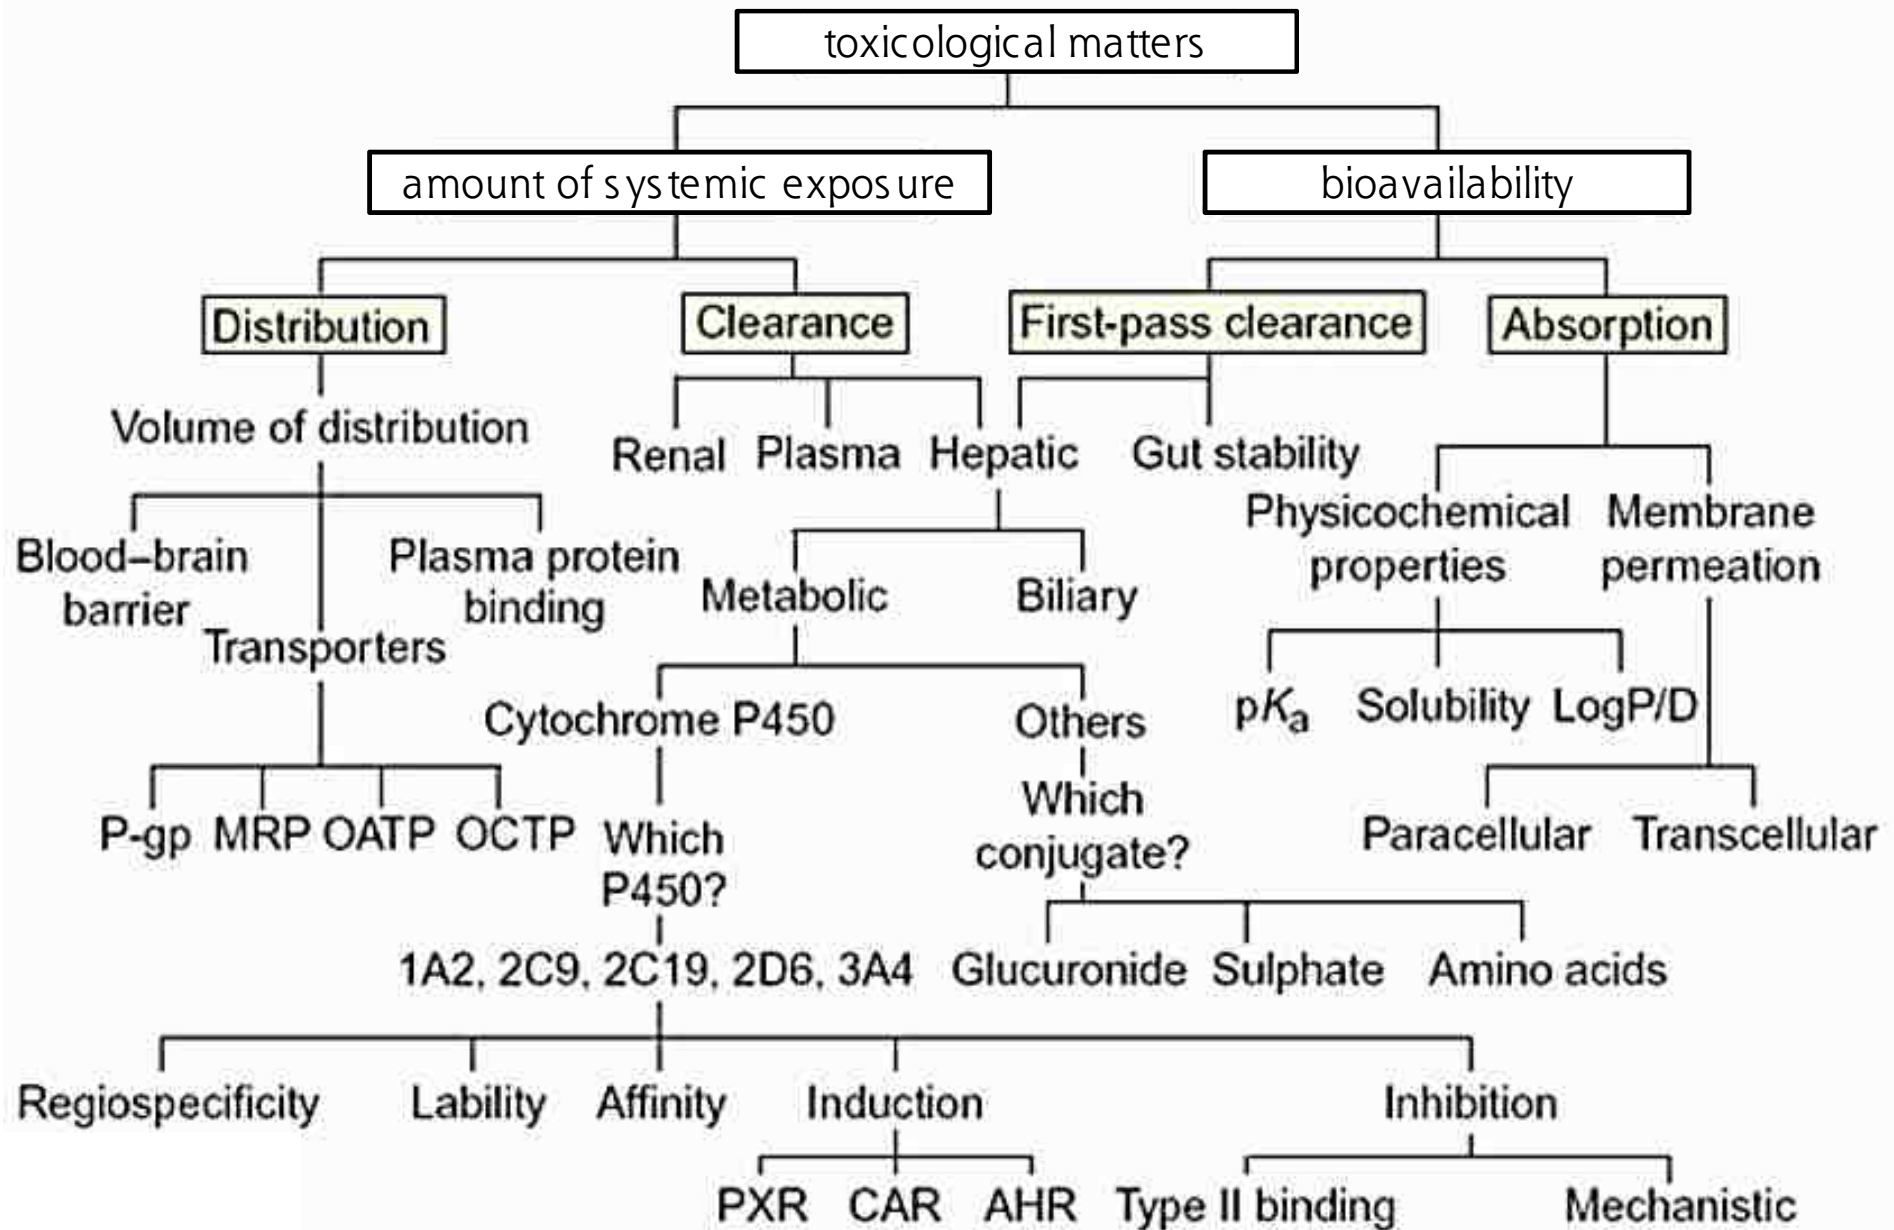 toxicological matters
amount of systemic exposure
bioavailability
Distribution
Clearance
First-pass clearance
Absorption
Volume of distribution
Renal
Plasma
Hepatic
Gut stability
Physicochemical
properties
Membrane
permeation
Blood–brain
barrier
Plasma protein
binding
Transporters
Metabolic
Biliary
pKa
Solubility
LogP/D
Cytochrome P450
Others
P-gp
MRP
OATP
OCTP
Which
P450?
Which
conjugate?
Paracellular
Transcellular
1A2, 2C9, 2C19, 2D6, 3A4
Glucuronide
Sulphate
Amino acids
Regiospecificity
Lability
Affinity
Induction
Inhibition
PXR
CAR
AHR
Type II binding
Mechanistic